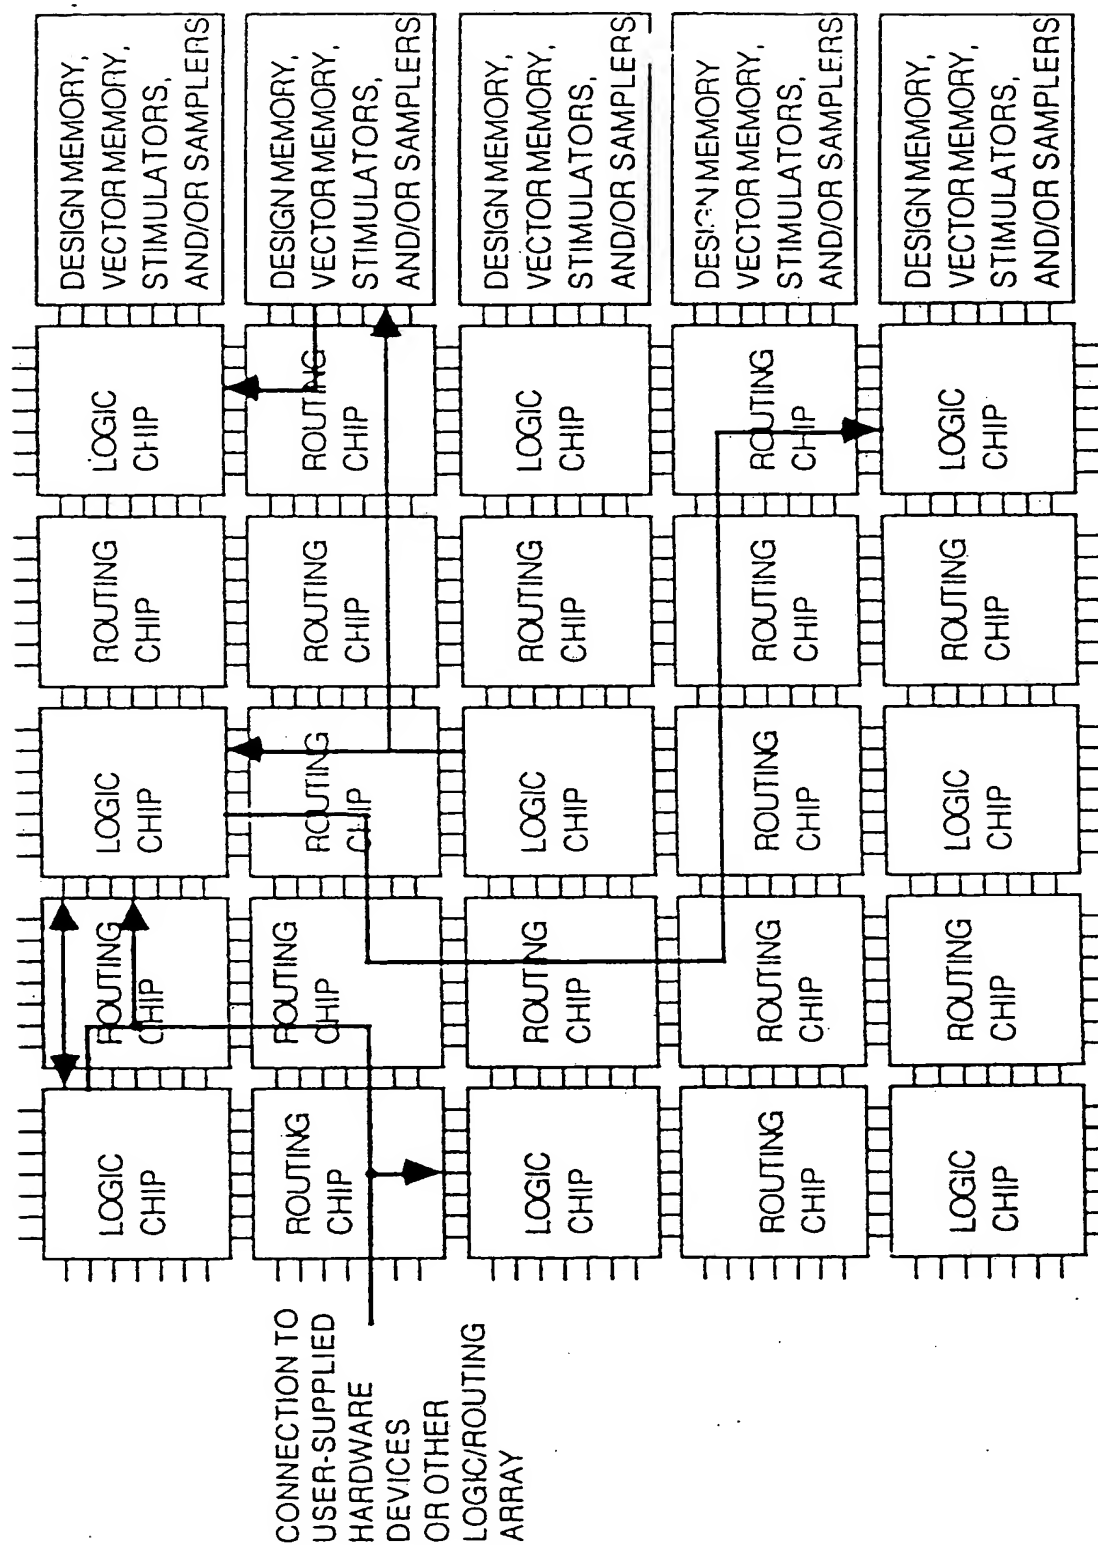 LOGIC
CHIP
ROUTING
CHIP
LOGIC
CHIP
ROUTING
CHIP
LOGIC
CHIP
DESIGN MEMORY,
VECTOR MEMORY,
STIMULATORS,
AND/OR SAMPLERS
CONNECTION TO
USER-SUPPLIED
HARDWARE
DEVICES
OR OTHER
LOGIC/ROUTING
ARRAY
ROUTING
CHIP
ROUTING
CHIP
ROUTING
CHIP
ROUTING
CHIP
ROUTING
CHIP
DESIGN MEMORY,
VECTOR MEMORY,
STIMULATORS,
AND/OR SAMPLERS
LOGIC
CHIP
ROUTING
CHIP
LOGIC
CHIP
ROUTING
CHIP
LOGIC
CHIP
DESIGN MEMORY,
VECTOR MEMORY,
STIMULATORS,
AND/OR SAMPLERS
ROUTING
CHIP
ROUTING
CHIP
ROUTING
CHIP
ROUTING
CHIP
ROUTING
CHIP
DESIGN MEMORY
VECTOR MEMORY,
STIMULATORS,
AND/OR SAMPLERS
LOGIC
CHIP
ROUTING
CHIP
LOGIC
CHIP
ROUTING
CHIP
LOGIC
CHIP
DESIGN MEMORY,
VECTOR MEMORY,
STIMULATORS,
AND/OR SAMPLERS